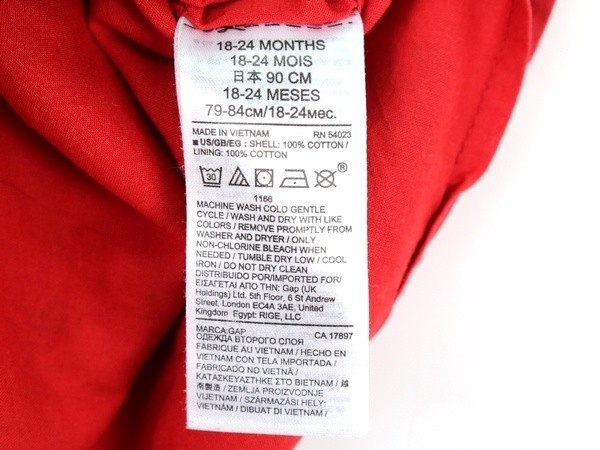 18-24 MONTHS
18-24 MOIS
日本 90 CM
18-24 MESES
79-84см/18-24мес.
MADE IN VIETNAM RN 54023
■ US/GB/EG : SHELL: 100% COTTON /
LINING: 100% COTTON
30 ®
1166
MACHINE WASH COLD GENTLE
CYCLE / WASH AND DRY WITH LIKE
COLORS / REMOVE PROMPTLY FROM
WASHER AND DRYER / ONLY
NON-CHLORINE BLEACH WHEN
NEEDED / TUMBLE DRY LOW / COOL
IRON / DO NOT DRY CLEAN
DISTRIBUIDO POR/IMPORTED FOR/
ΕΙΣΑΓΕΤΑΙ ΑΠΟ ΤΗΝ: Gap (UK
Holdings) Ltd. 5th Floor, 6 St Andrew
Street, London EC4A 3AE, United
Kingdom Egypt: RIGE, LLC
MARCA:GAP CA 17897
ОДЕЖДА ВТОРОГО СЛОЯ
FABRIQUE AU VIETNAM / HECHO EN
VIETNAM CON TELA IMPORTADA /
FABRICADO NO VIETNÃ /
ΚΑΤΑΣΚΕΥΑΣΤΗΚΕ ΣΤΟ ΒΙΕΤΝΑΜ / 越
南製造 / ZEMLJA PROIZVODNJE
VIJETNAM / SZÁRMAZÁSI HELY:
VIETNÁM / DIBUAT DI VIETNAM /